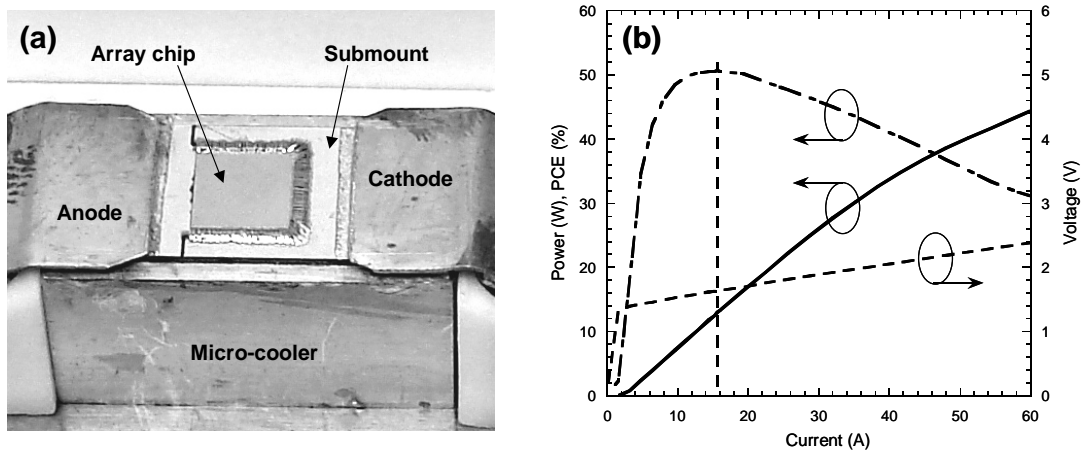 (a)
Array chip
Submount
Anode
Cathode
Micro-cooler
(b)
Power (W), PCE (%)
60
50
40
30
20
10
0
0 10 20 30 40 50 60
Current (A)
6
5
4
3
2
1
0
Voltage (V)